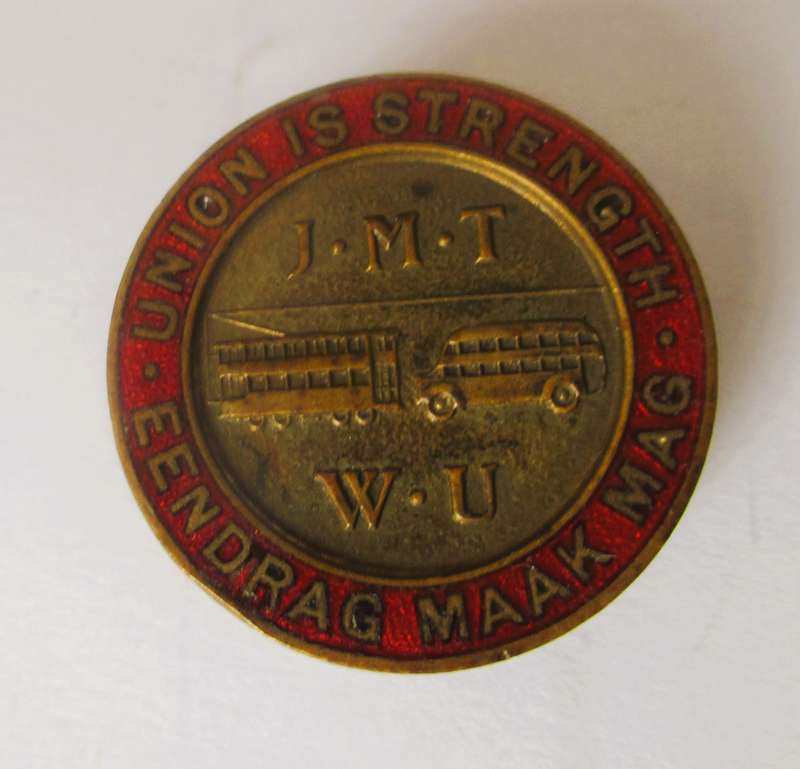 · UNION IS STRENGTH ·
J · M · T
W · U
EENDRAG MAAK MAG